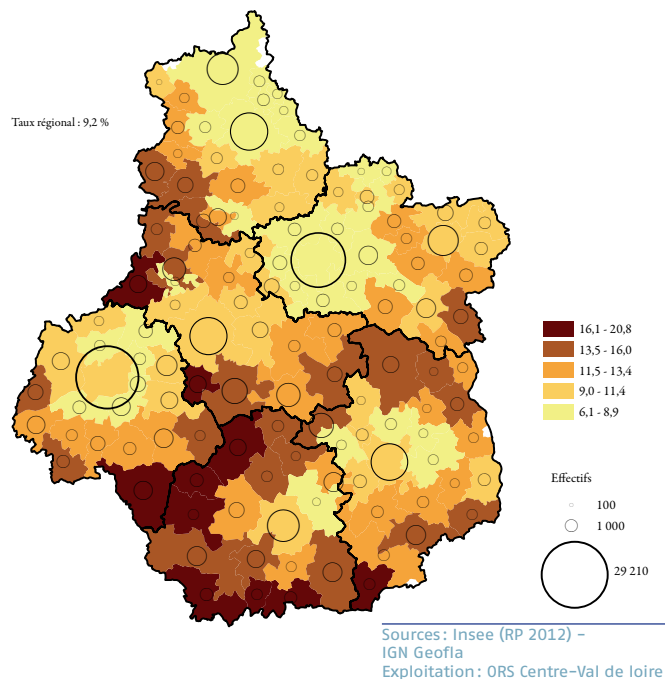 Taux régional : 9,2 %
16,1 - 20,8
13,5 - 16,0
11,5 - 13,4
9,0 - 11,4
6,1 - 8,9
Effectifs
100
1 000
29 210
Sources: Insee (RP 2012) –
IGN Geofla
Exploitation: ORS Centre-Val de loire